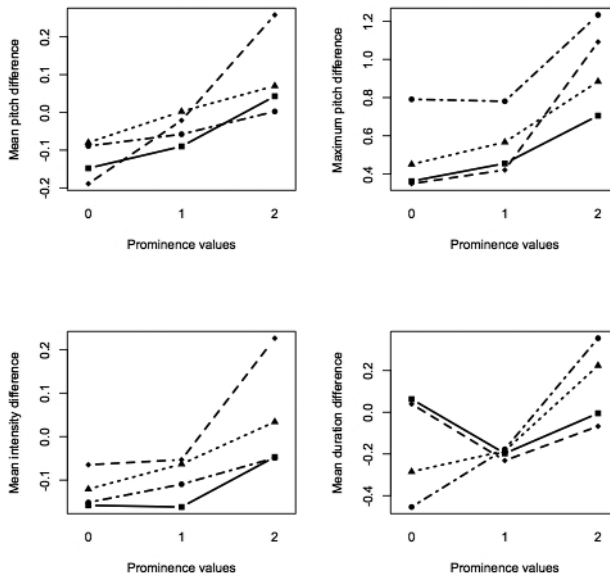 Mean pitch difference
0.2
0.1
0.0
-0.1
-0.2
0 1 2
Prominence values
Maximum pitch difference
1.2
1.0
0.8
0.6
0.4
0 1 2
Prominence values
Mean intensity difference
0.2
0.1
0.0
-0.1
0 1 2
Prominence values
Mean duration difference
0.2
0.0
-0.2
-0.4
0 1 2
Prominence values